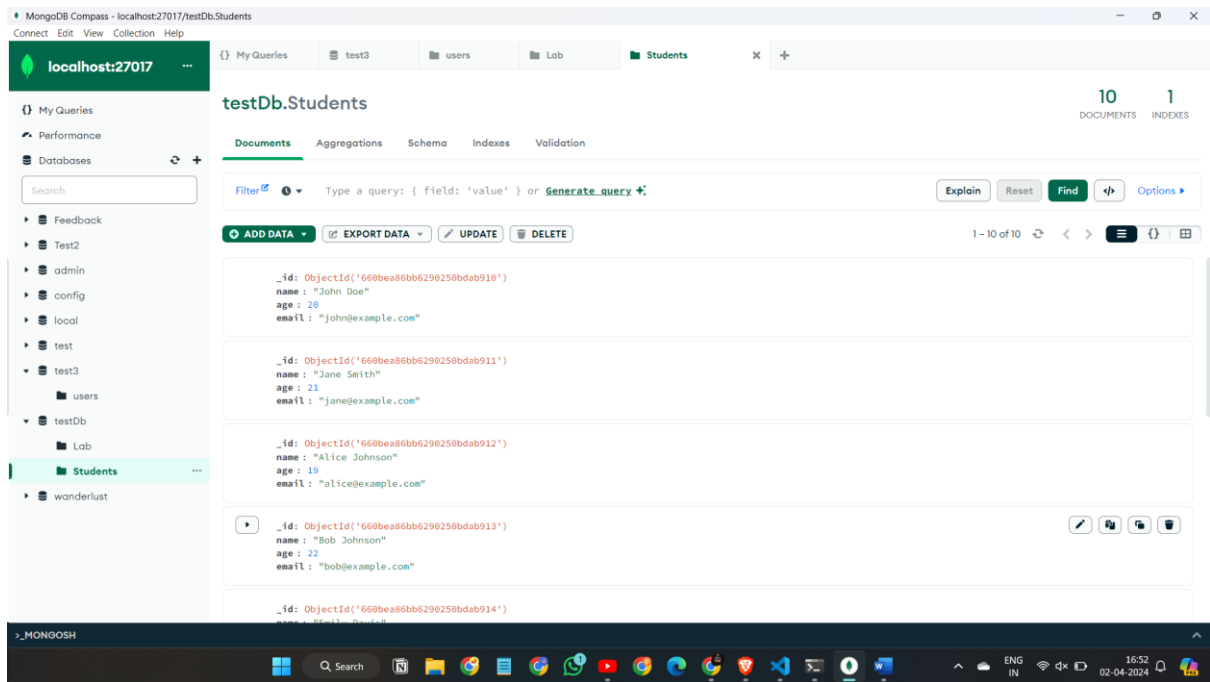 MongoDB Compass - localhost:27017/testDb.Students
Connect Edit View Collection Help
localhost:27017 ...
{} My Queries test3 users Lab Students
{} My Queries
Performance
Databases
Search
Feedback
Test2
admin
config
local
test
test3
users
testDb
Lab
Students ...
wanderlust
testDb.Students
10 DOCUMENTS
1 INDEXES
Documents Aggregations Schema Indexes Validation
Filter Type a query: { field: 'value' } or Generate query Explain Reset Find </> Options
ADD DATA EXPORT DATA UPDATE DELETE 1 - 10 of 10 {}
_id: ObjectId('660bea86bb6290250bdab910')
name : "John Doe"
age : 20
email : "john@example.com"
_id: ObjectId('660bea86bb6290250bdab911')
name : "Jane Smith"
age : 21
email : "jane@example.com"
_id: ObjectId('660bea86bb6290250bdab912')
name : "Alice Johnson"
age : 19
email : "alice@example.com"
_id: ObjectId('660bea86bb6290250bdab913')
name : "Bob Johnson"
age : 22
email : "bob@example.com"
_id: ObjectId('660bea86bb6290250bdab914')
name : "Emily Davis"
>_MONGOSH
Search
ENG
IN
16:52
02-04-2024